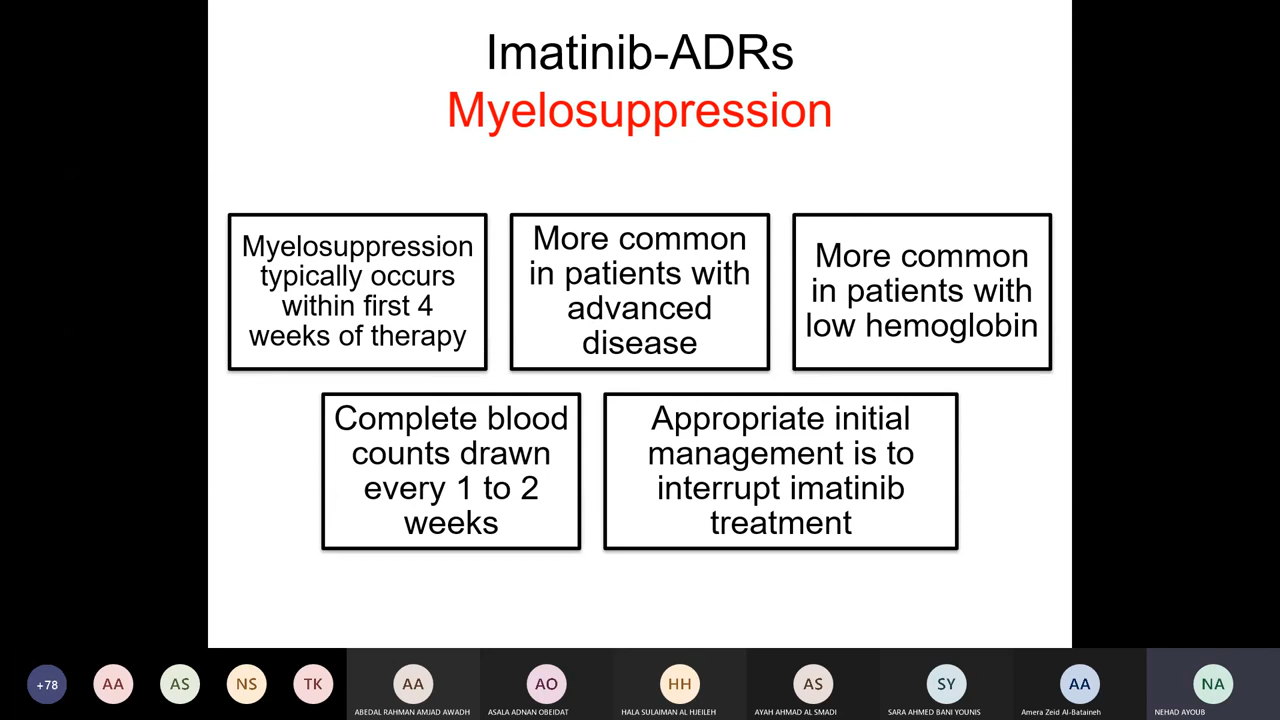 Imatinib-ADRs
Myelosuppression
Myelosuppression
typically occurs
within first 4
weeks of therapy
More common
in patients with
advanced
disease
More common
in patients with
low hemoglobin
Complete blood
counts drawn
every 1 to 2
weeks
Appropriate initial
management is to
interrupt imatinib
treatment
+78
AA
AS
NS
TK
AA
ABEDAL RAHMAN AMJAD AWADH
AO
ASALA ADNAN OBEIDAT
HH
HALA SULAIMAN AL HJEILEH
AS
AYAH AHMAD AL SMADI
SY
SARA AHMED BANI YOUNIS
AA
Amera Zeid Al-Bataineh
NA
NEHAD AYOUB